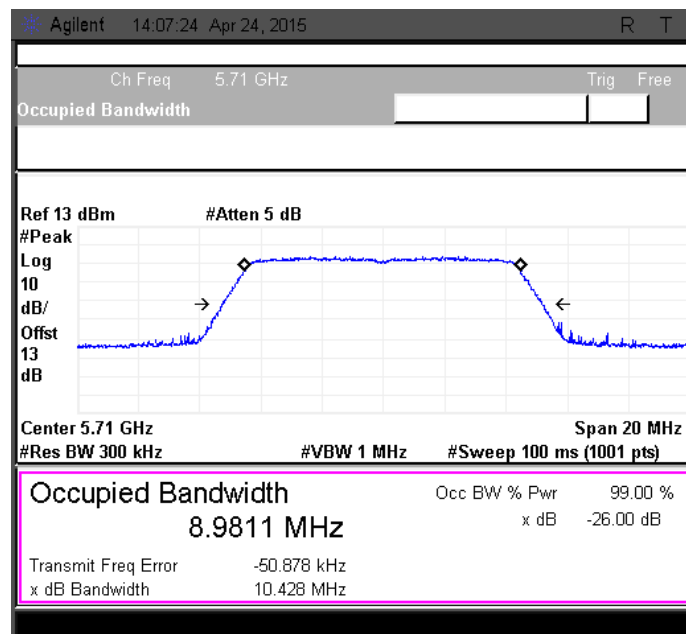 Agilent 14:07:24 Apr 24, 2015 R T
Ch Freq 5.71 GHz Trig Free
Occupied Bandwidth
Ref 13 dBm #Atten 5 dB
#Peak
Log
10
dB/
Offst
13
dB
Center 5.71 GHz Span 20 MHz
#Res BW 300 kHz #VBW 1 MHz #Sweep 100 ms (1001 pts)
Occupied Bandwidth Occ BW % Pwr 99.00 %
8.9811 MHz x dB -26.00 dB
Transmit Freq Error -50.878 kHz
x dB Bandwidth 10.428 MHz